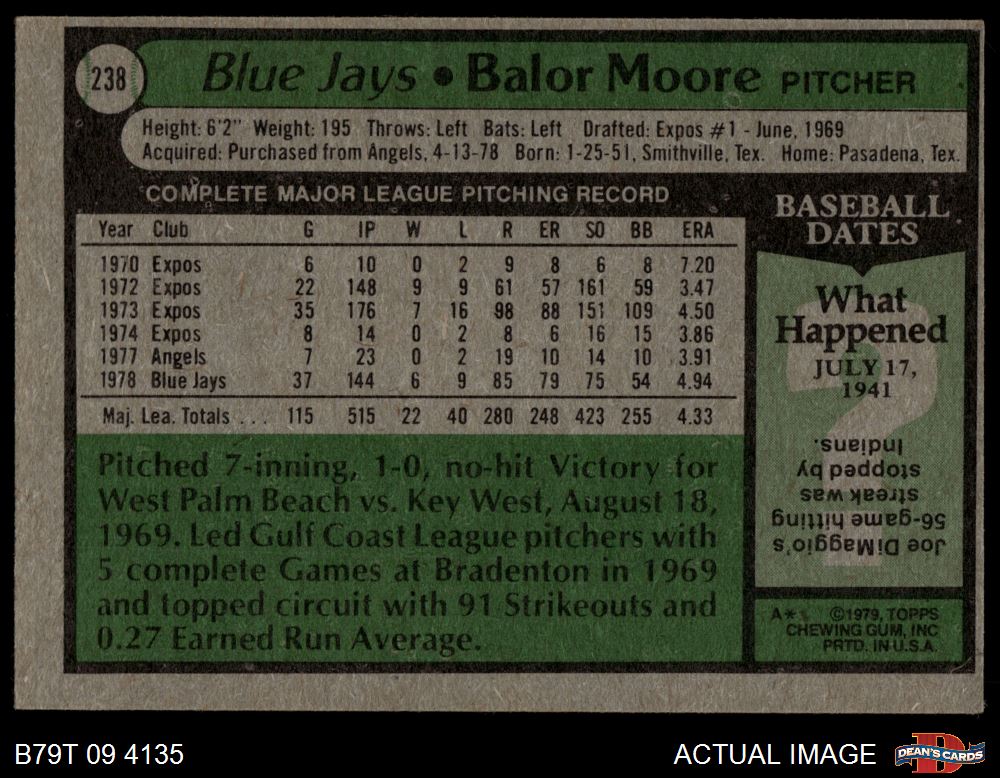 238
Blue Jays • Balor Moore PITCHER
Height: 6'2" Weight: 195 Throws: Left Bats: Left Drafted: Expos #1 - June, 1969
Acquired: Purchased from Angels, 4-13-78 Born: 1-25-51, Smithville, Tex. Home: Pasadena, Tex.
COMPLETE MAJOR LEAGUE PITCHING RECORD
Year Club G IP W L R ER SO BB ERA
1970 Expos 6 10 0 2 9 8 6 8 7.20
1972 Expos 22 148 9 9 61 57 161 59 3.47
1973 Expos 35 176 7 16 98 88 151 109 4.50
1974 Expos 8 14 0 2 8 6 16 15 3.86
1977 Angels 7 23 0 2 19 10 14 10 3.91
1978 Blue Jays 37 144 6 9 85 79 75 54 4.94
Maj. Lea. Totals . . . 115 515 22 40 280 248 423 255 4.33
Pitched 7-inning, 1-0, no-hit Victory for
West Palm Beach vs. Key West, August 18,
1969. Led Gulf Coast League pitchers with
5 complete Games at Bradenton in 1969
and topped circuit with 91 Strikeouts and
0.27 Earned Run Average.
BASEBALL
DATES
What
Happened
JULY 17,
1941
?
Joe DiMaggio's
56-game hitting
streak was
stopped by
Indians.
A* ©1979, TOPPS
CHEWING GUM, INC
PRTD. IN U.S.A.
B79T 09 4135
ACTUAL IMAGE
DEAN'S CARDS